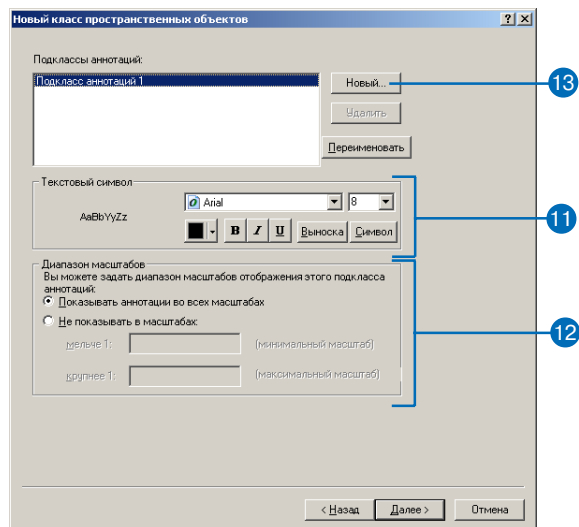 Новый класс пространственных объектов
Подклассы аннотаций:
Подкласс аннотаций 1
Новый...
13
Удалить
Переименовать
Текстовый символ
AaBbYyZz
Arial
8
B I U Выноска Символ
11
Диапазон масштабов
Вы можете задать диапазон масштабов отображения этого подкласса
аннотаций:
Показывать аннотации во всех масштабах
Не показывать в масштабах:
12
мельче 1: (минимальный масштаб)
крупнее 1: (максимальный масштаб)
< Назад Далее > Отмена